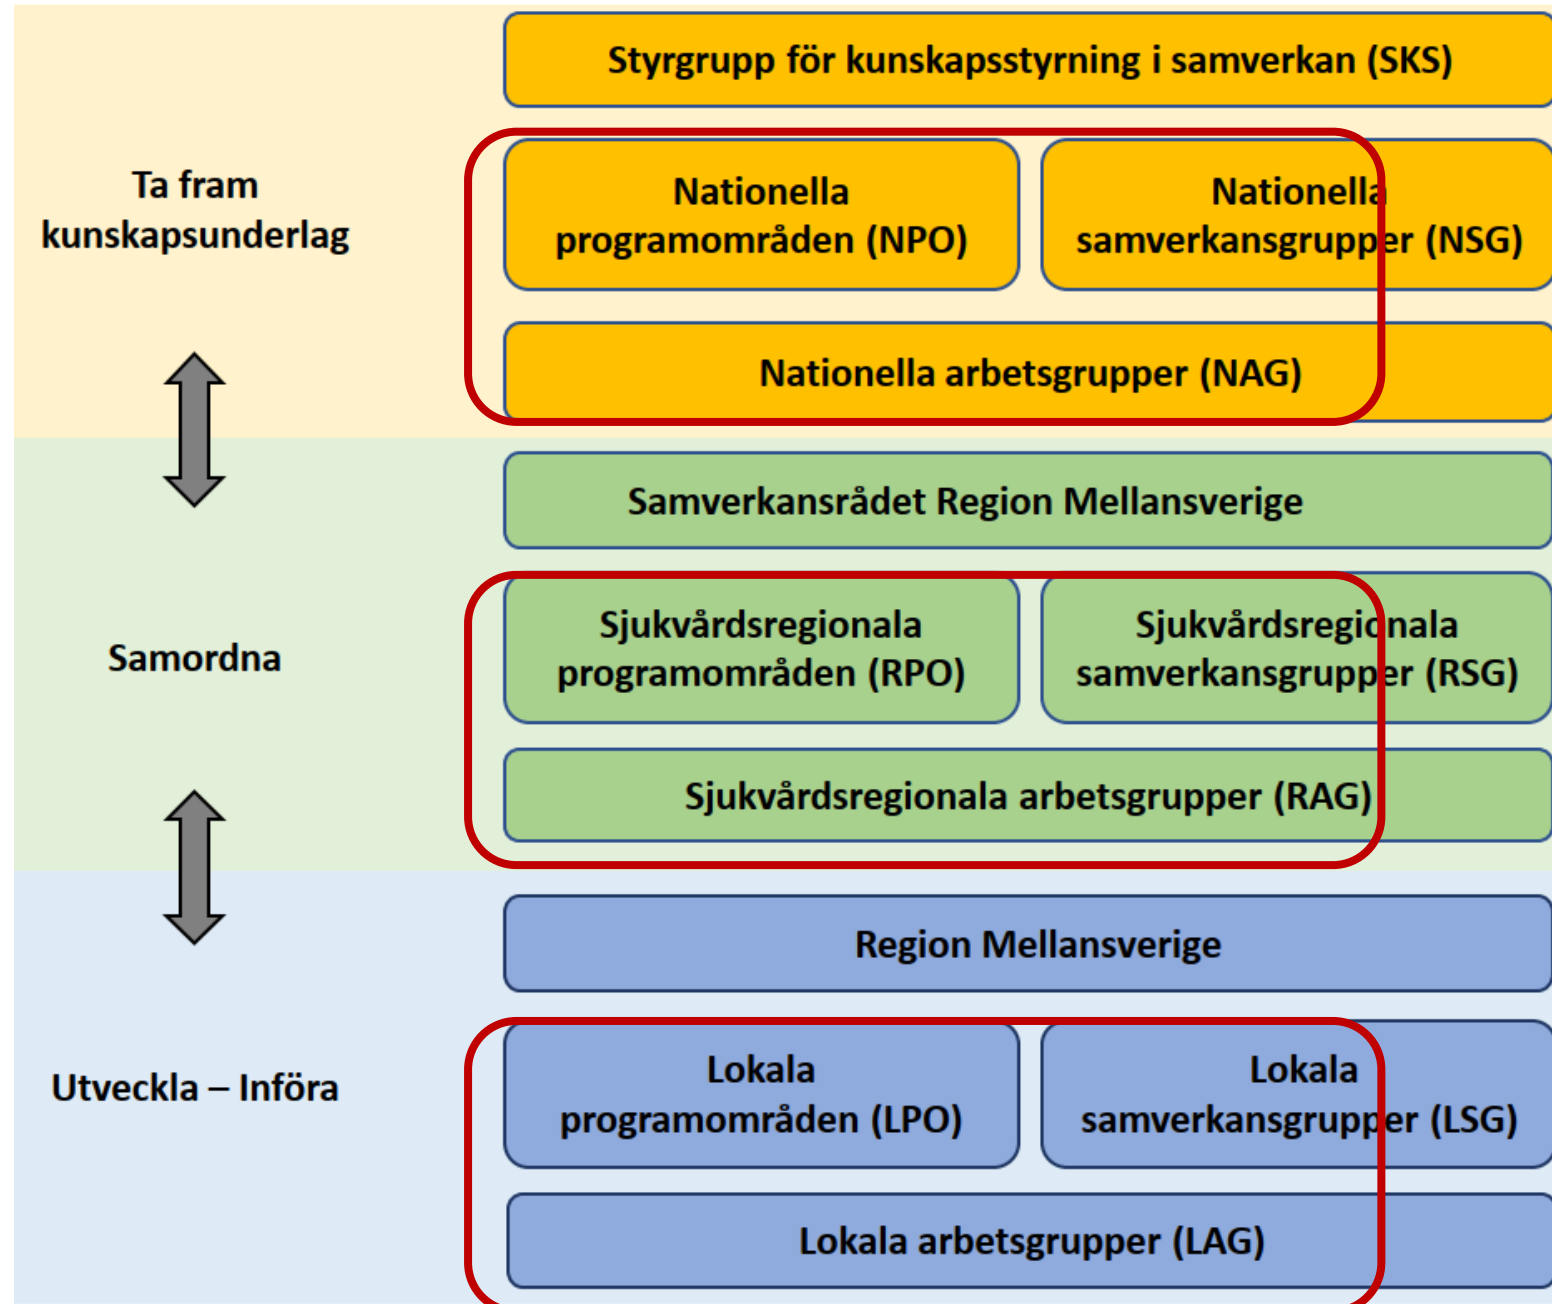 Styrgrupp för kunskapsstyrning i samverkan (SKS)
Ta fram
kunskapsunderlag
Nationella
programområden (NPO)
Nationella
samverkansgrupper (NSG)
Nationella arbetsgrupper (NAG)
Samverkansrådet Region Mellansverige
Samordna
Sjukvårdsregionala
programområden (RPO)
Sjukvårdsregionala
samverkansgrupper (RSG)
Sjukvårdsregionala arbetsgrupper (RAG)
Region Mellansverige
Utveckla – Införa
Lokala
programområden (LPO)
Lokala
samverkansgrupper (LSG)
Lokala arbetsgrupper (LAG)